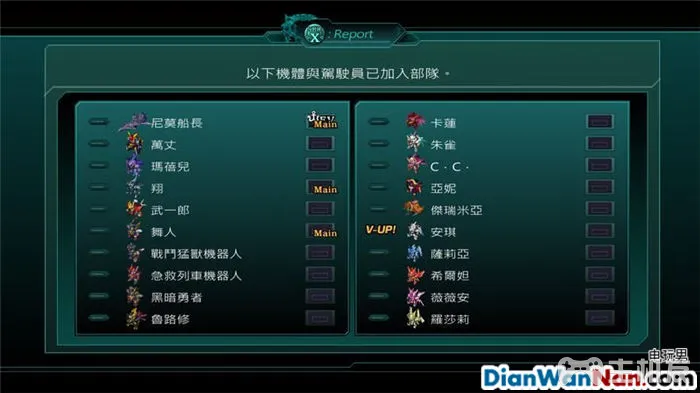 X : Report
以下機體與駕駛員已加入部隊。
尼莫船長 Main
萬丈
瑪蓓兒
翔 Main
武一郎
舞人 Main
戰鬥猛獸機器人
急救列車機器人
黑暗勇者
魯路修
卡蓮
朱雀
C·C·
亞妮
傑瑞米亞
V-UP! 安琪
薩莉亞
希爾妲
薇薇安
羅莎莉
电玩男
DianWanNan.com